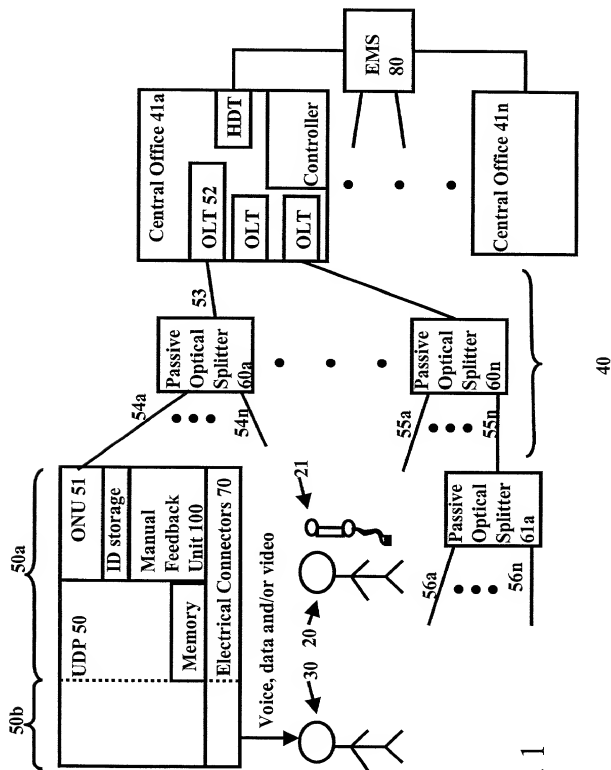 50b
50a
UDP 50
Memory
ONU 51
ID storage
Manual
Feedback
Unit 100
Electrical Connectors 70
Voice, data and/or video
30
20
21
54a
54n
53
Passive
Optical
Splitter
60a
Central Office 41a
OLT 52
OLT
OLT
HDT
Controller
EMS
80
Central Office 41n
55a
55n
Passive
Optical
Splitter
60n
56a
56n
Passive
Optical
Splitter
61a
40
1